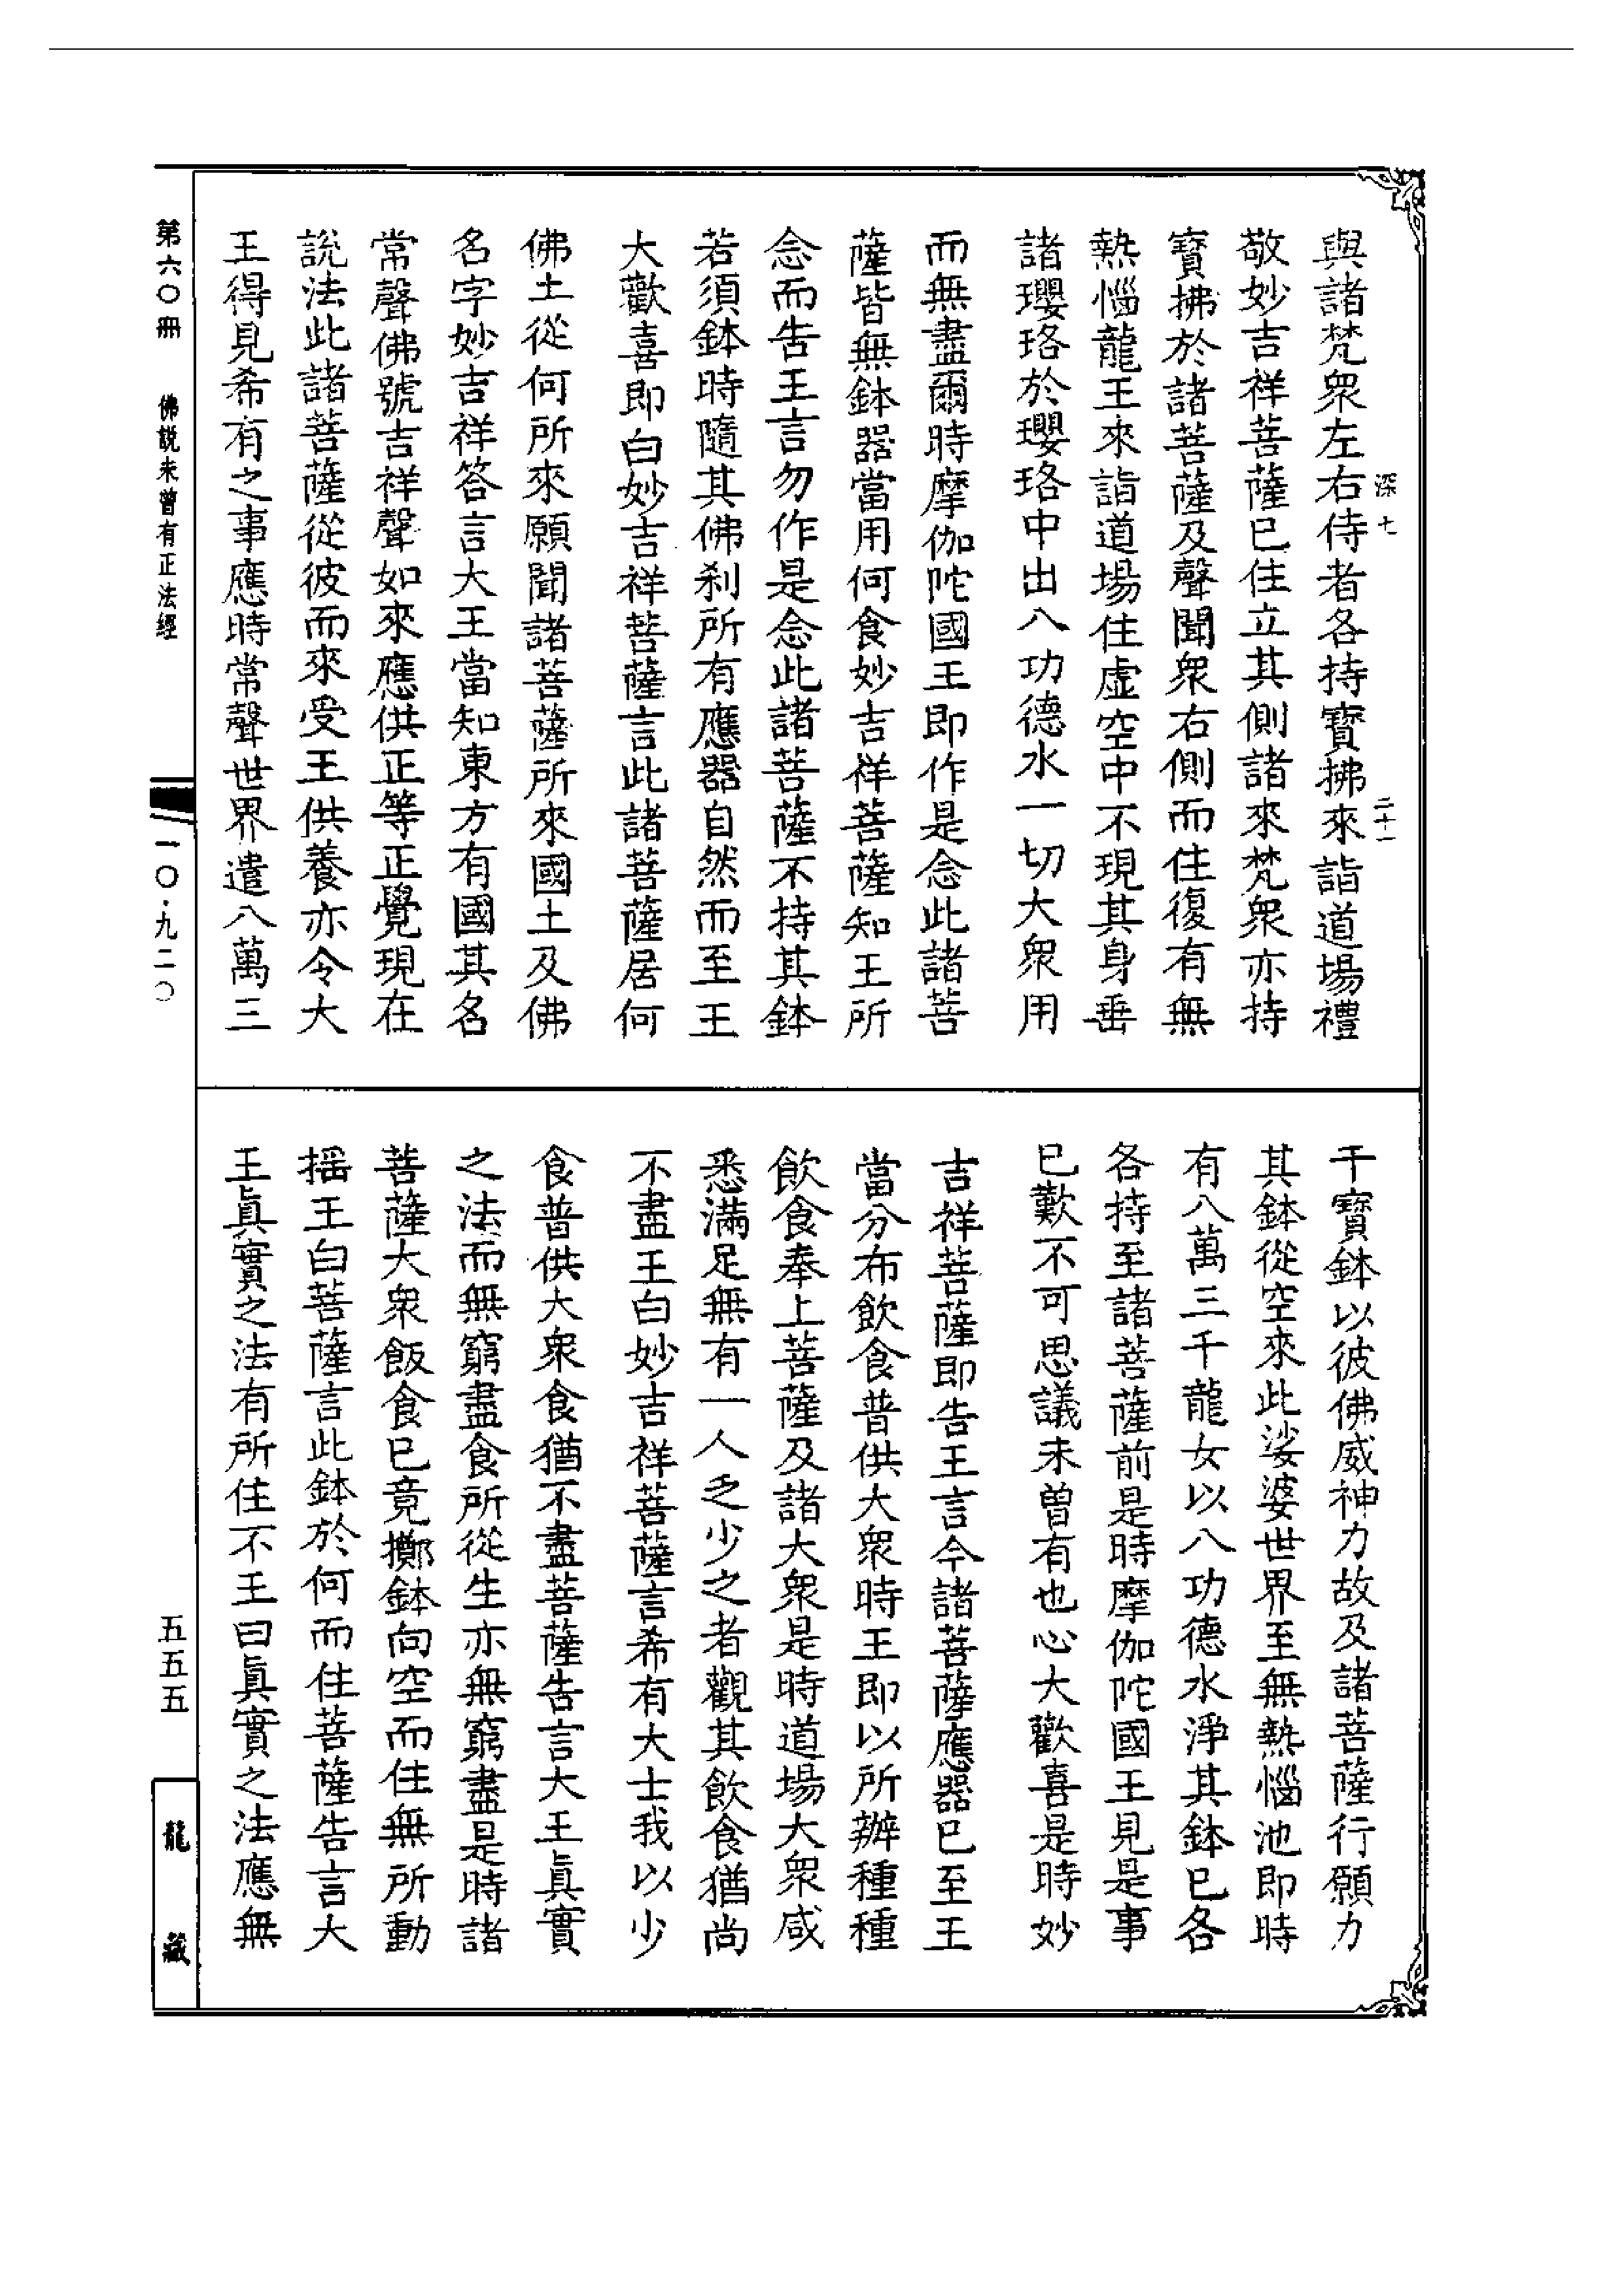 與諸梵衆左右侍者各持寶拂來詣道場禮
敬妙吉祥菩薩已住立其側諸來梵衆亦持
寶拂於諸菩薩及聲聞衆右側而住復有無
熱惱龍王來詣道場住虛空中不現其身垂
諸瓔珞於瓔珞中出八功德水一切大衆用
而無盡爾時摩伽陀國王即作是念此諸菩
薩皆無鉢器當用何食妙吉祥菩薩知王所
念而告王言勿作是念此諸菩薩不持其鉢
若須鉢時隨其佛刹所有應器自然而至王
大歡喜即白妙吉祥菩薩言此諸菩薩居何
佛土從何所來願聞諸菩薩所來國土及佛
名字妙吉祥答言大王當知東方有國其名
常聲佛號吉祥聲如來應供正等正覺現在
說法此諸菩薩從彼而來受王供養亦令大
王得見希有之事應時常聲世界遣八萬三
深七
二十一
千寶鉢以彼佛威神力故及諸菩薩行願力
其鉢從空來此娑婆世界至無熱惱池即時
有八萬三千龍女以八功德水淨其鉢已各
各持至諸菩薩前是時摩伽陀國王見是事
已歎不可思議未曾有也心大歡喜是時妙
吉祥菩薩即告王言今諸菩薩應器已至王
當分布飲食普供大衆時王即以所辦種種
飲食奉上菩薩及諸大衆是時道場大衆咸
悉滿足無有一人乏少之者觀其飲食猶尚
不盡王白妙吉祥菩薩言希有大士我以少
食普供大衆食猶不盡菩薩告言大王眞實
之法而無窮盡食所從生亦無窮盡是時諸
菩薩大衆飯食已竟擲鉢向空而住無所動
搖王白菩薩言此鉢於何而住菩薩告言大
王眞實之法有所住不王曰眞實之法應無
第六〇冊
佛説未曾有正法經
一〇·九二〇
五五五
龍藏